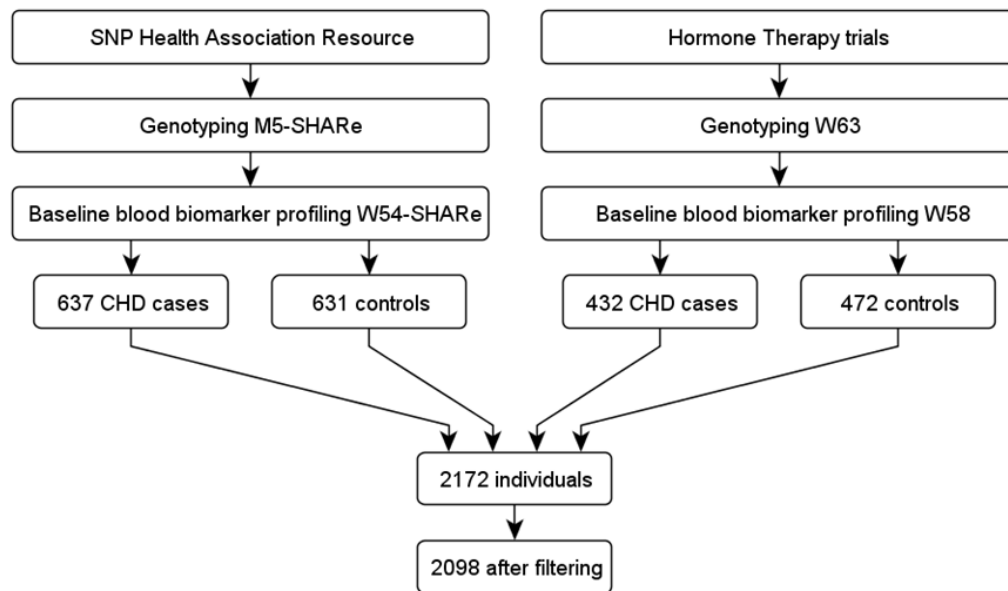 SNP Health Association Resource
Hormone Therapy trials
Genotyping M5-SHARe
Genotyping W63
Baseline blood biomarker profiling W54-SHARe
Baseline blood biomarker profiling W58
637 CHD cases
631 controls
432 CHD cases
472 controls
2172 individuals
2098 after filtering